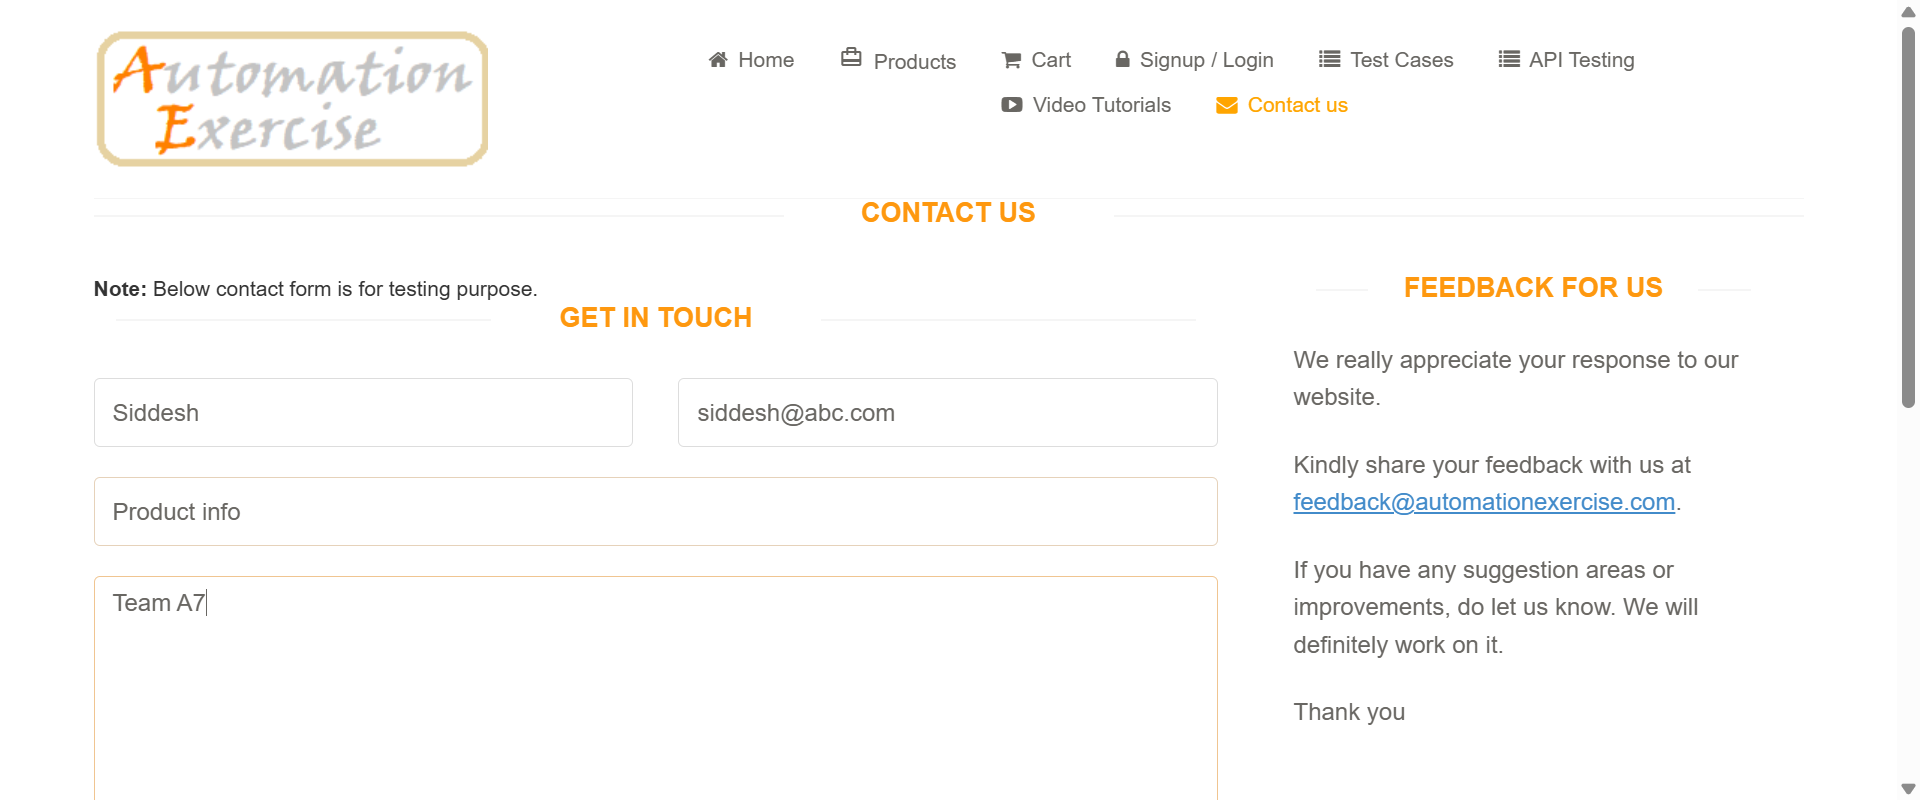 Automation
Exercise
Home
Products
Cart
Signup / Login
Test Cases
API Testing
Video Tutorials
Contact us
CONTACT US
Note: Below contact form is for testing purpose.
GET IN TOUCH
Siddesh
siddesh@abc.com
Product info
Team A7
FEEDBACK FOR US
We really appreciate your response to our
website.
Kindly share your feedback with us at
feedback@automationexercise.com.
If you have any suggestion areas or
improvements, do let us know. We will
definitely work on it.
Thank you